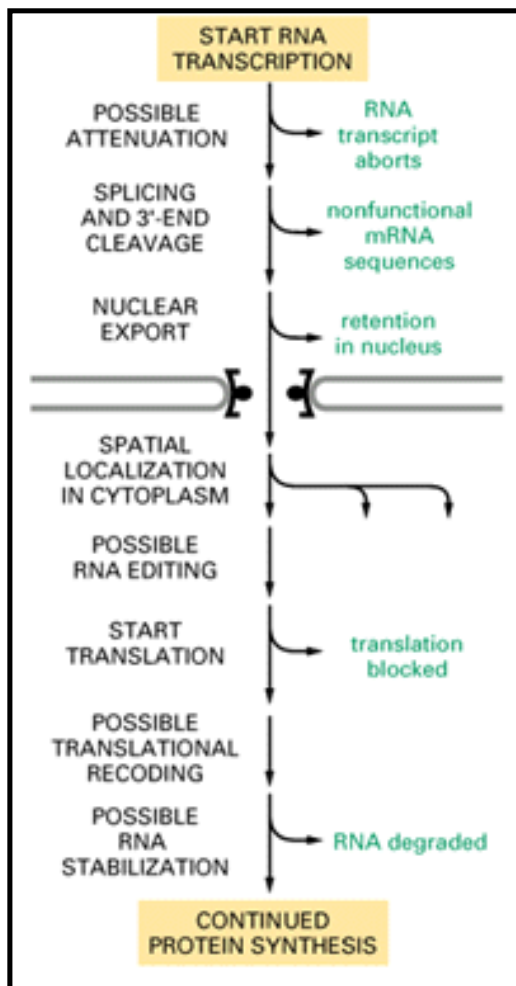 START RNA
TRANSCRIPTION
POSSIBLE
ATTENUATION
RNA
transcript
aborts
SPLICING
AND 3'-END
CLEAVAGE
nonfunctional
mRNA
sequences
NUCLEAR
EXPORT
retention
in nucleus
SPATIAL
LOCALIZATION
IN CYTOPLASM
POSSIBLE
RNA EDITING
START
TRANSLATION
translation
blocked
POSSIBLE
TRANSLATIONAL
RECODING
POSSIBLE
RNA
STABILIZATION
RNA degraded
CONTINUED
PROTEIN SYNTHESIS